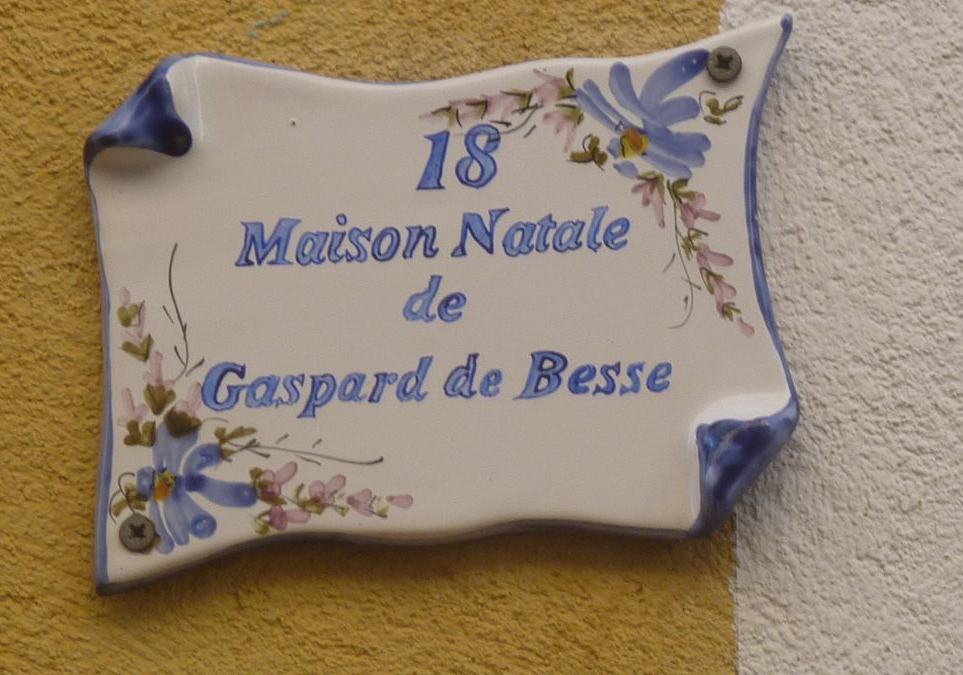 18
Maison Natale
de
Gaspard de Besse